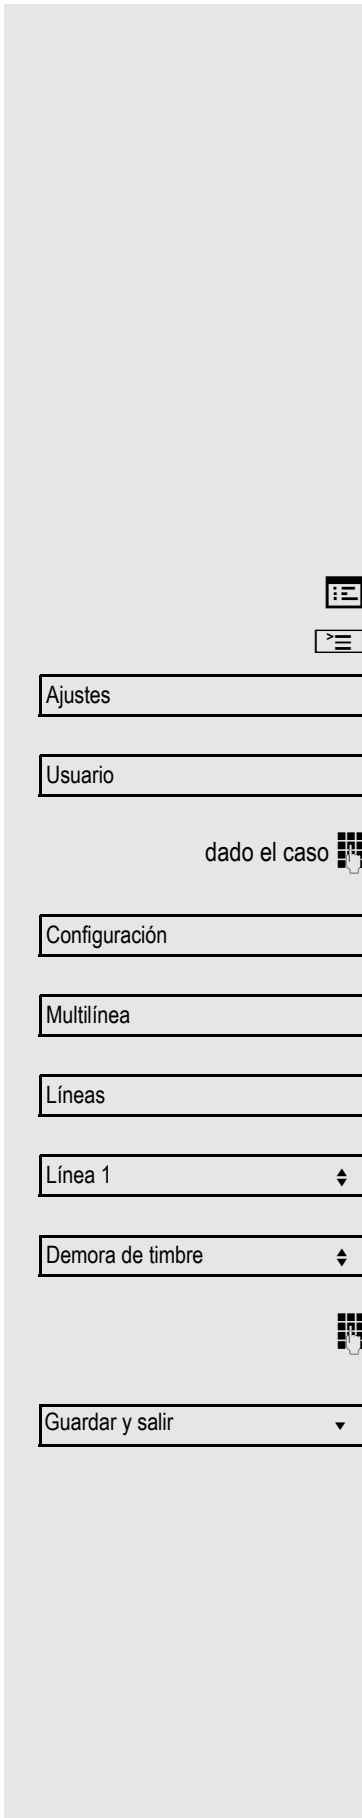 Ajustes
Usuario
dado el caso
Configuración
Multilínea
Líneas
Línea 1
Demora de timbre
Guardar y salir